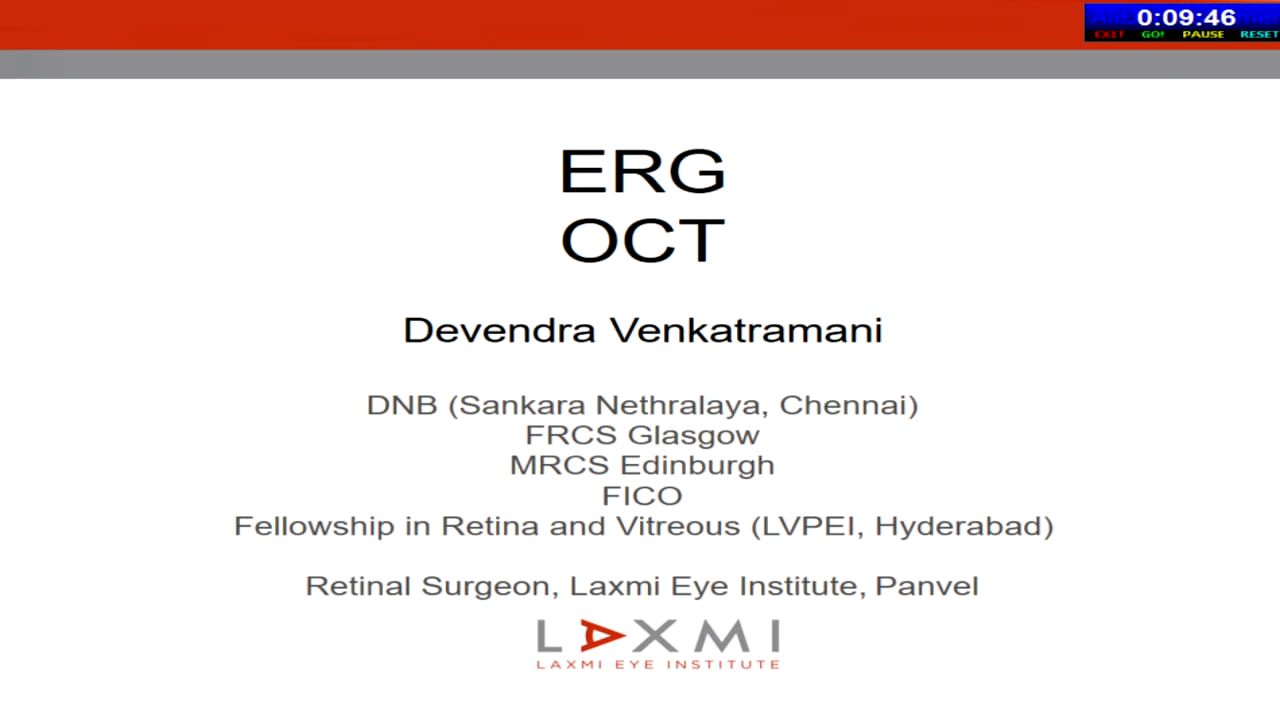 0:09:46
EXIT GO! PAUSE RESET
ERG
OCT
Devendra Venkatramani
DNB (Sankara Nethralaya, Chennai)
FRCS Glasgow
MRCS Edinburgh
FICO
Fellowship in Retina and Vitreous (LVPEI, Hyderabad)
Retinal Surgeon, Laxmi Eye Institute, Panvel
LAXMI
LAXMI EYE INSTITUTE